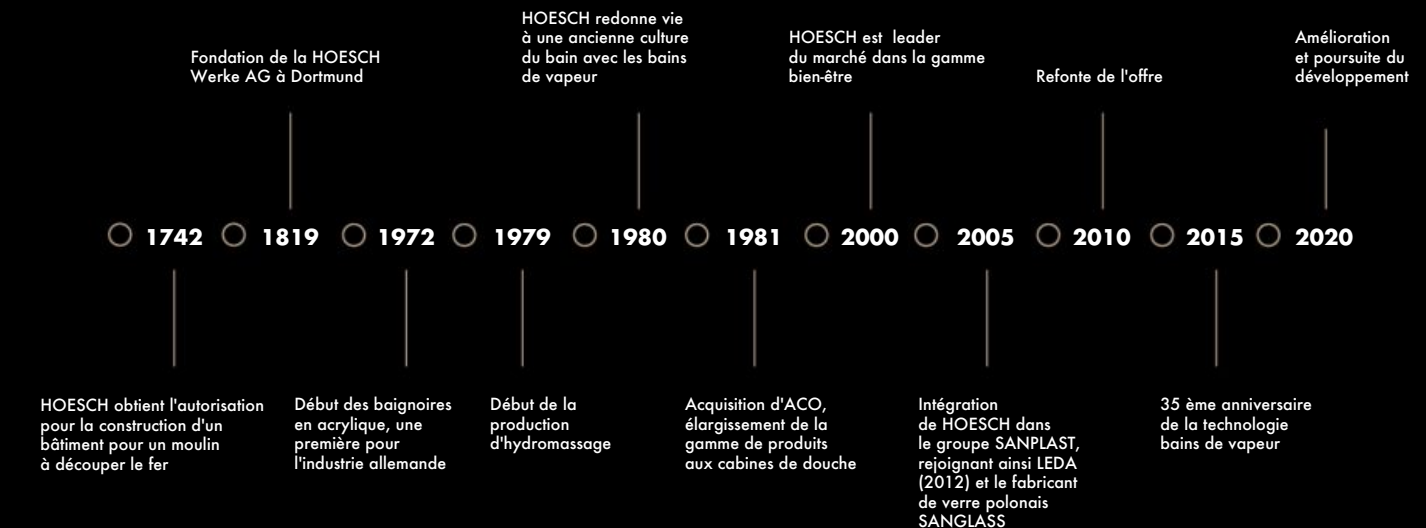 Fondation de la HOESCH
Werke AG à Dortmund
HOESCH redonne vie
à une ancienne culture
du bain avec les bains
de vapeur
HOESCH est leader
du marché dans la gamme
bien-être
Refonte de l'offre
Amélioration
et poursuite du
développement
1742 1819 1972 1979 1980 1981 2000 2005 2010 2015 2020
HOESCH obtient l'autorisation
pour la construction d'un
bâtiment pour un moulin
à découper le fer
Début des baignoires
en acrylique, une
première pour
l'industrie allemande
Début de la
production
d'hydromassage
Acquisition d'ACO,
élargissement de la
gamme de produits
aux cabines de douche
Intégration
de HOESCH dans
le groupe SANPLAST,
rejoignant ainsi LEDA
(2012) et le fabricant
de verre polonais
SANGLASS
35 ème anniversaire
de la technologie
bains de vapeur